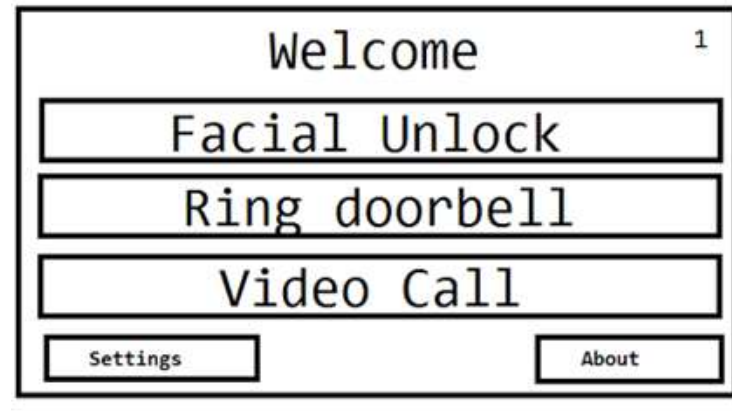 Welcome
1
Facial Unlock
Ring doorbell
Video Call
Settings
About